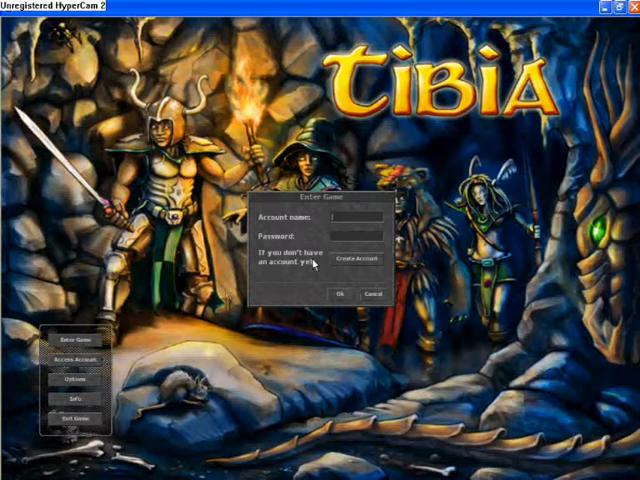 Unregistered HyperCam 2
TiBiA
Enter Game
Account name:
Password:
If you don't have
an account yet:
Create Account
Ok
Cancel
Enter Game
Access Account
Options
Info
Exit Game